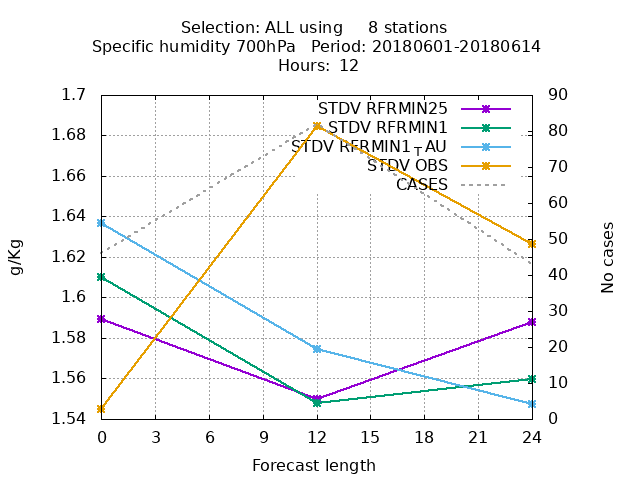 Selection: ALL using 8 stations
Specific humidity 700hPa Period: 20180601-20180614
Hours: 12
1.7
1.68
1.66
1.64
1.62
1.6
1.58
1.56
1.54
g/Kg
STDV RFRMIN25
STDV RFRMIN1
STDV RFRMIN1_TAU
STDV OBS
CASES
90
80
70
60
50
40
30
20
10
0
No cases
0 3 6 9 12 15 18 21 24
Forecast length